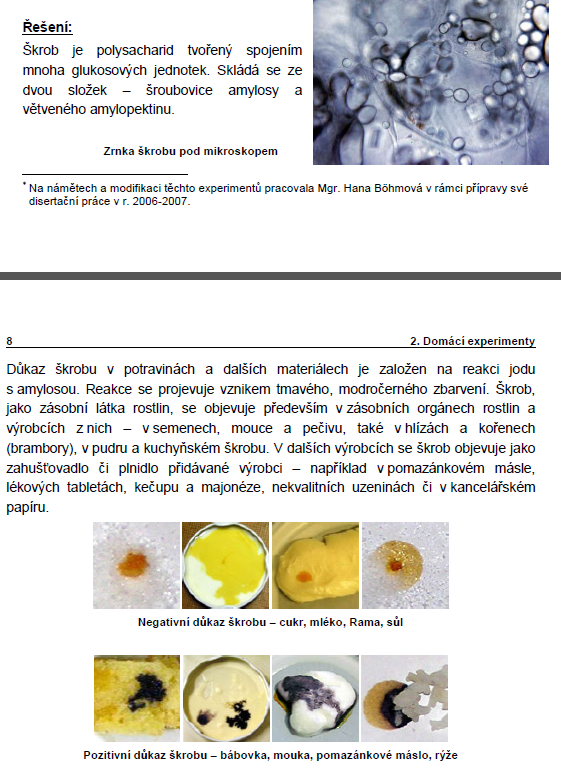 Řešení:
Škrob je polysacharid tvořený spojením
mnoha glukosových jednotek. Skládá se ze
dvou složek – šroubovice amylosy a
větveného amylopektinu.
Zrnka škrobu pod mikroskopem
* Na námětech a modifikaci těchto experimentů pracovala Mgr. Hana Böhmová v rámci přípravy své
disertační práce v r. 2006-2007.
8 2. Domácí experimenty
Důkaz škrobu v potravinách a dalších materiálech je založen na reakci jodu
s amylosou. Reakce se projevuje vznikem tmavého, modročerného zbarvení. Škrob,
jako zásobní látka rostlin, se objevuje především v zásobních orgánech rostlin a
výrobcích z nich – v semenech, mouce a pečivu, také v hlízách a kořenech
(brambory), v pudru a kuchyňském škrobu. V dalších výrobcích se škrob objevuje jako
zahušťovadlo či plnidlo přidávané výrobci – například v pomazánkovém másle,
lékových tabletách, kečupu a majonéze, nekvalitních uzeninách či v kancelářském
papíru.
Negativní důkaz škrobu – cukr, mléko, Rama, sůl
Pozitivní důkaz škrobu – bábovka, mouka, pomazánkové máslo, rýže